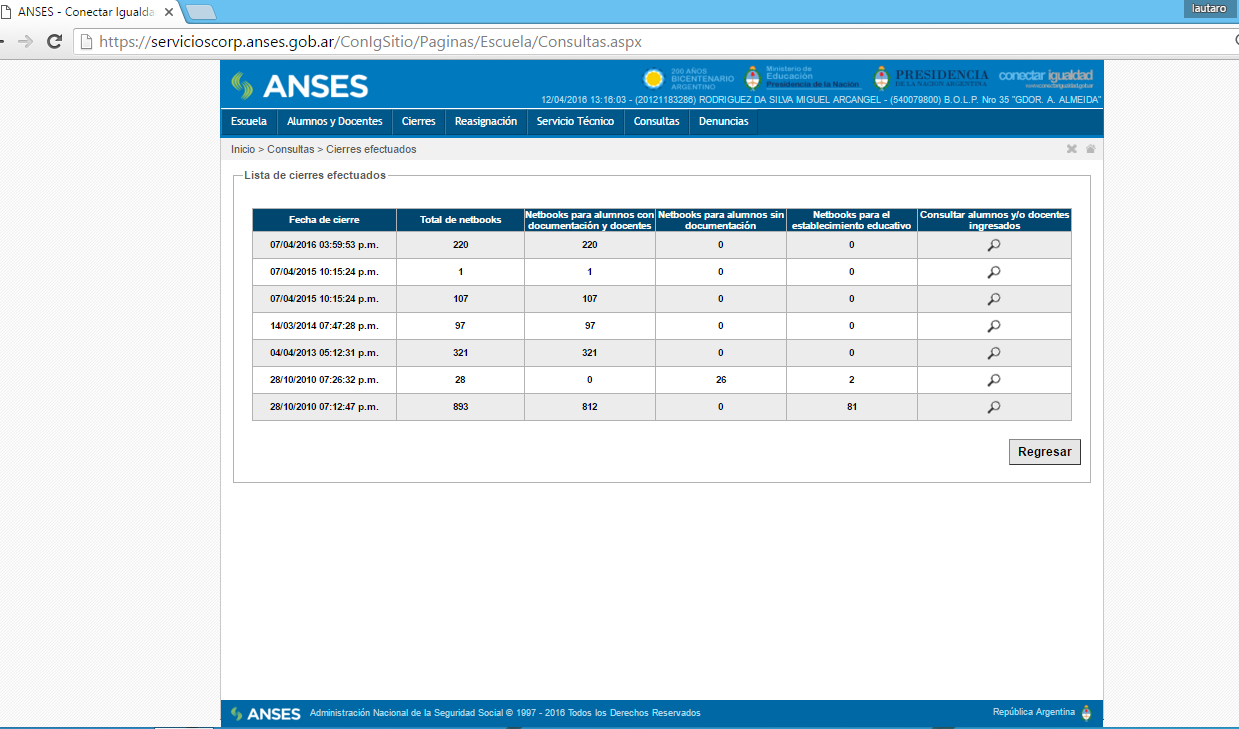 ANSES - Conectar Igualda
lautaro
https://servicioscorp.anses.gob.ar/ConIgSitio/Paginas/Escuela/Consultas.aspx
ANSES
200 AÑOS
BICENTENARIO
ARGENTINO
Ministerio de
Educación
Presidencia de la Nación
PRESIDENCIA
DE LA NACIÓN ARGENTINA
conectar igualdad
www.conectarigualdad.gob.ar
12/04/2016 13:16:03 - (20121183286) RODRIGUEZ DA SILVA MIGUEL ARCANGEL - (540079800) B.O.L.P. Nro 35 "GDOR. A. ALMEIDA"
Escuela Alumnos y Docentes Cierres Reasignación Servicio Técnico Consultas Denuncias
Inicio > Consultas > Cierres efectuados
Lista de cierres efectuados
Fecha de cierre Total de netbooks Netbooks para alumnos con documentación y docentes Netbooks para alumnos sin documentación Netbooks para el establecimiento educativo Consultar alumnos y/o docentes ingresados
07/04/2016 03:59:53 p.m. 220 220 0 0
07/04/2015 10:15:24 p.m. 1 1 0 0
07/04/2015 10:15:24 p.m. 107 107 0 0
14/03/2014 07:47:28 p.m. 97 97 0 0
04/04/2013 05:12:31 p.m. 321 321 0 0
28/10/2010 07:26:32 p.m. 28 0 26 2
28/10/2010 07:12:47 p.m. 893 812 0 81
Regresar
ANSES Administración Nacional de la Seguridad Social © 1997 - 2016 Todos los Derechos Reservados
República Argentina